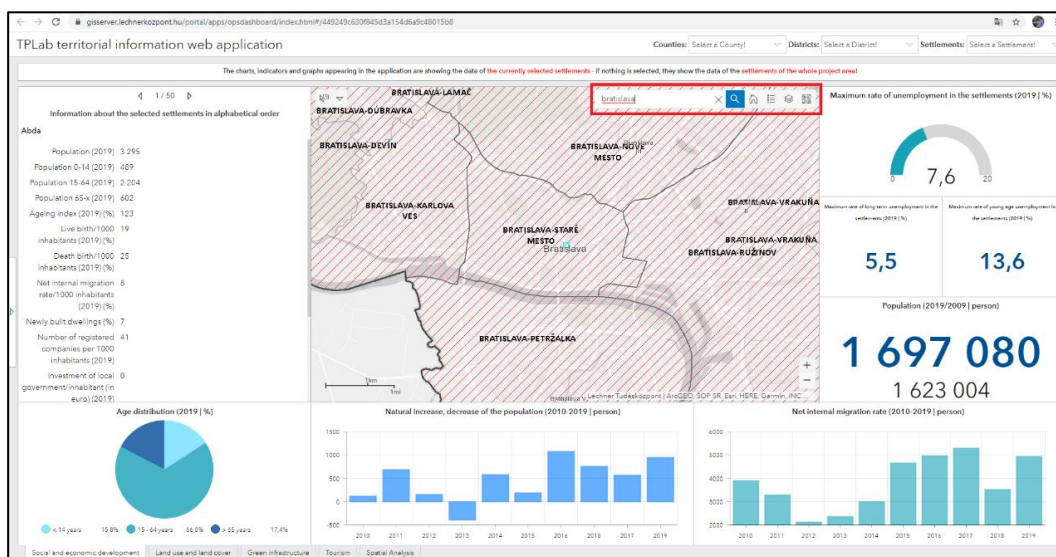 gisserver.lechnerkozpont.hu/portal/apps/opsdashboard/index.html#/449249c630f845d3a154d6a9c48015b8
TPLab territorial information web application
Counties: Select a County!
Districts: Select a District!
Settlements: Select a Settlement!
The charts, indicators and graphs appearing in the application are showing the data of the currently selected settlements - if nothing is selected, they show the data of the settlements of the whole project area!
1 / 50
Information about the selected settlements in alphabetical order
Abda
Population (2019) 3 295
Population 0-14 (2019) 489
Population 15-64 (2019) 2 204
Population 65-x (2019) 602
Ageing index (2019) (%) 123
Live birth/1000 19
inhabitants (2019) (%)
Death birth/1000 25
inhabitants (2019) (%)
Net internal migration 8
rate/1000 inhabitants
(2019) (%)
Newly built dwellings (%) 7
Number of registered 41
companies per 1000
inhabitants (2019)
Investment of local 0
government/inhabitant (in
euro) (2019)
bratislava
BRATISLAVA-LAMAČ
BRATISLAVA-DÚBRAVKA
BRATISLAVA-DEVÍN
BRATISLAVA-NOVÉ
MESTO
BRATISLAVA-KARLOVA
VES
BRATISLAVA-VRAKUŇA
BRATISLAVA-STARÉ
MESTO
Bratislava
BRATISLAVA-VRAKUŇA
BRATISLAVA-RUŽINOV
BRATISLAVA-PETRŽALKA
1km
1mi
+
−
Lechner Tudásközpont | ArcGEO, SOP SR, Esri, HERE, Garmin, INC...
Maximum rate of unemployment in the settlements (2019 | %)
0
7,6
20
Maximum rate of long term unemployment in the
settlements (2019 | %)
5,5
Maximum rate of young age unemployment in
the settlements (2019 | %)
13,6
Population (2019/2009 | person)
1 697 080
1 623 004
Age distribution (2019 | %)
< 14 years 15.8%
15 - 64 years 66.8%
> 65 years 17.4%
Natural increase, decrease of the population (2010-2019 | person)
1500
1000
500
0
-500
2010 2011 2012 2013 2014 2015 2016 2018 2017 2019
Net internal migration rate (2010-2019 | person)
6000
5000
4000
3000
2000
2010 2011 2012 2013 2014 2015 2016 2017 2018 2019
Social and economic development
Land use and land cover
Green infrastructure
Tourism
Spatial Analysis